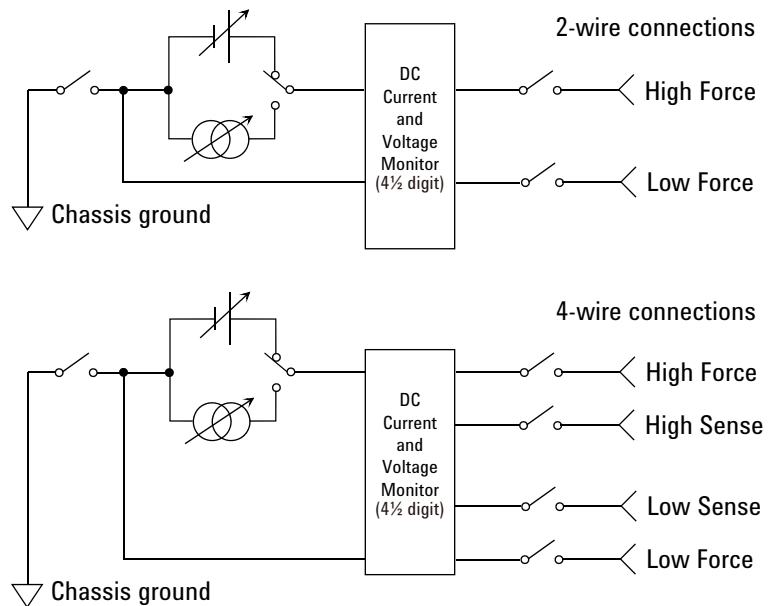 2-wire connections
DC
Current
and
Voltage
Monitor
(4½ digit)
High Force
Low Force
Chassis ground
4-wire connections
DC
Current
and
Voltage
Monitor
(4½ digit)
High Force
High Sense
Low Sense
Low Force
Chassis ground